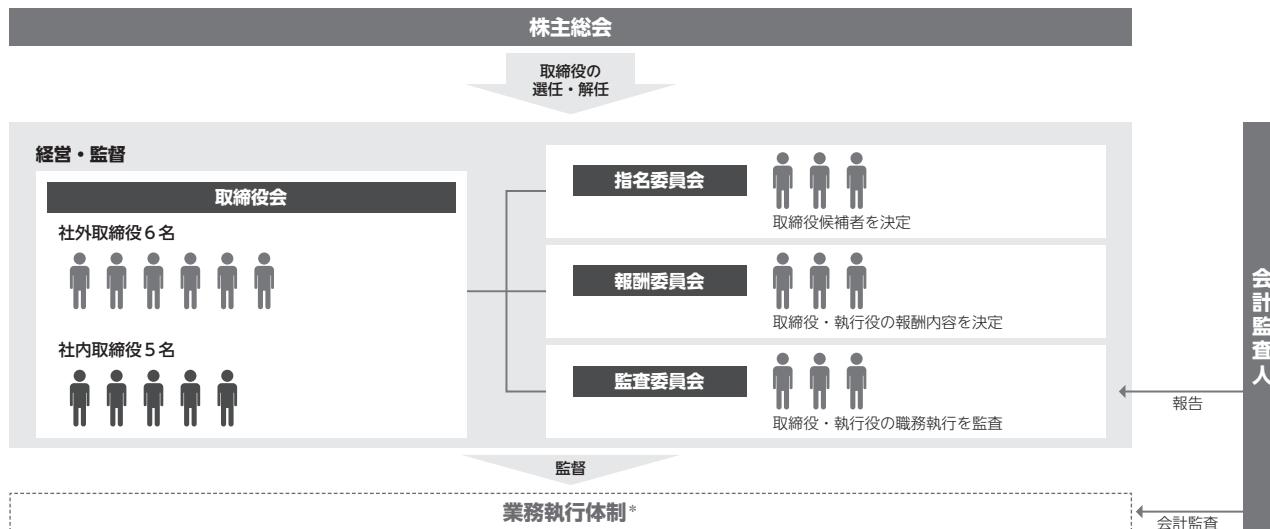 株主総会
取締役の
選任・解任
経営・監督
取締役会
社外取締役6名
社内取締役5名
指名委員会
取締役候補者を決定
報酬委員会
取締役・執行役の報酬内容を決定
監査委員会
取締役・執行役の職務執行を監査
会計監査人
報告
監督
業務執行体制*
会計監査